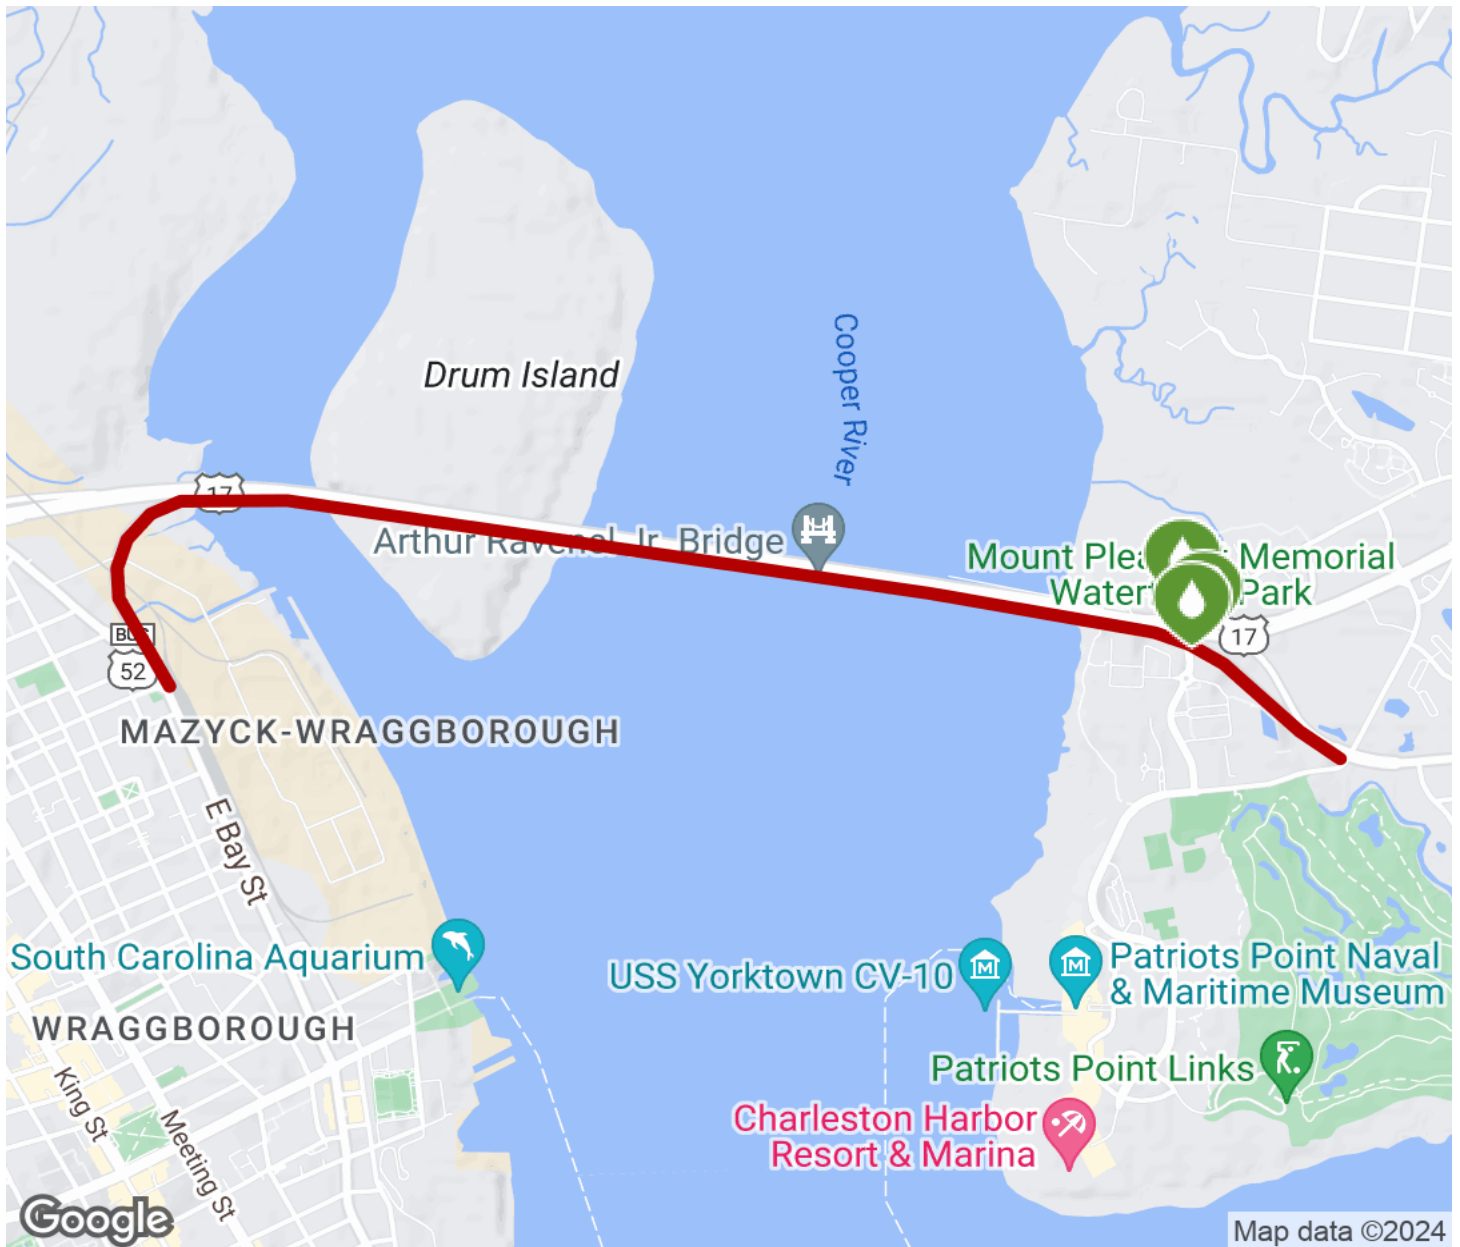 Cooper River
Drum Island
17
Arthur Ravenel Jr. Bridge
Mount Memorial
Park
17
52
MAZYCK-WRAGGBOROUGH
E Bay St
South Carolina Aquarium
USS Yorktown CV-10
Patriots Point Naval
& Maritime Museum
WRAGGBOROUGH
Patriots Point Links
King St
Meeting St
Charleston Harbor
Resort & Marina
Google
Map data ©2024